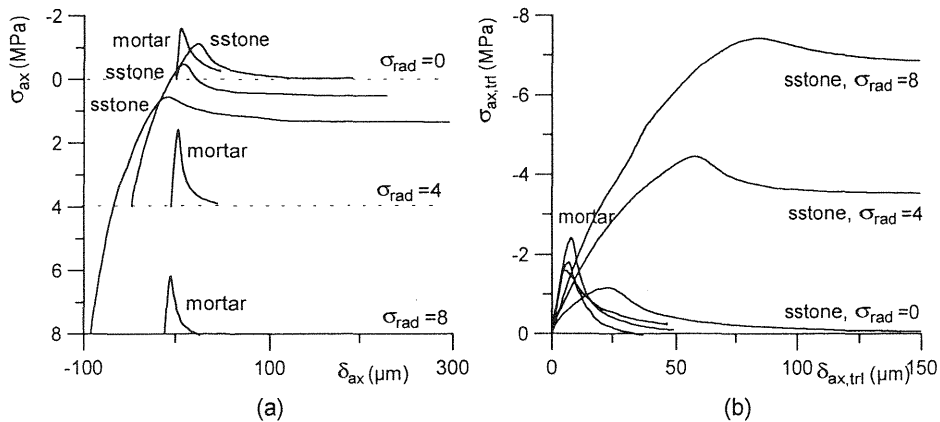 -2
0
2
4
6
8
σax (MPa)
mortar
sstone
sstone
sstone
mortar
mortar
σrad =0
σrad =4
σrad =8
-100
0
100
200
300
δax (μm)
(a)
-8
-6
-4
-2
0
σax,trl (MPa)
sstone, σrad =8
sstone, σrad =4
mortar
sstone, σrad =0
0
50
100
150
δax,trl (μm)
(b)